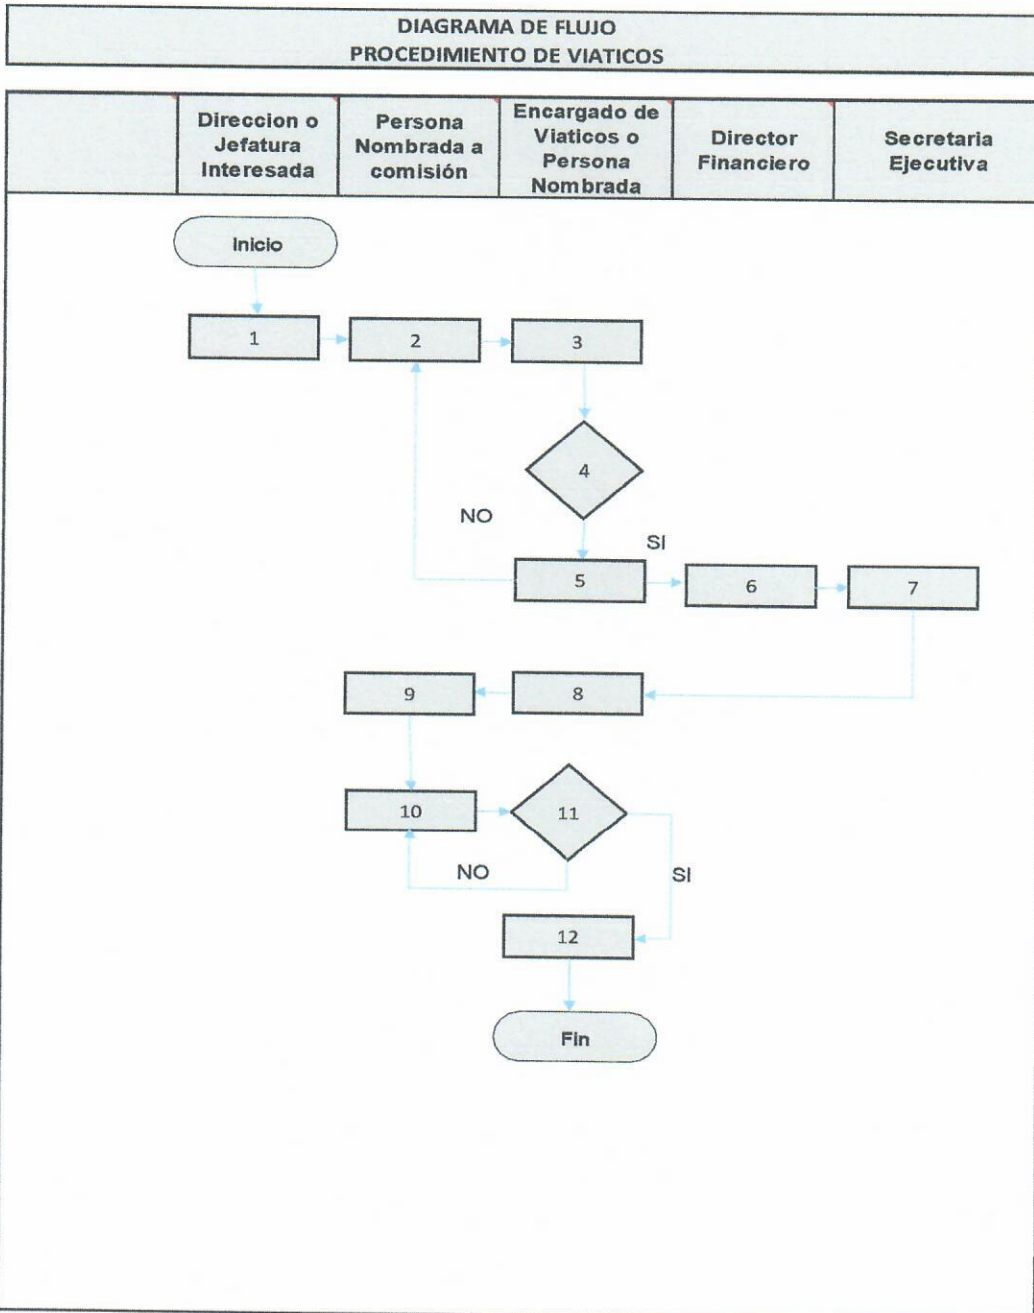 DIAGRAMA DE FLUJO
PROCEDIMIENTO DE VIATICOS
Direccion o
Jefatura
Interesada
Persona
Nombrada a
comisión
Encargado de
Viaticos o
Persona
Nombrada
Director
Financiero
Secretaria
Ejecutiva
Inicio
1
2
3
4
NO
SI
5
6
7
9
8
10
11
NO
SI
12
Fin